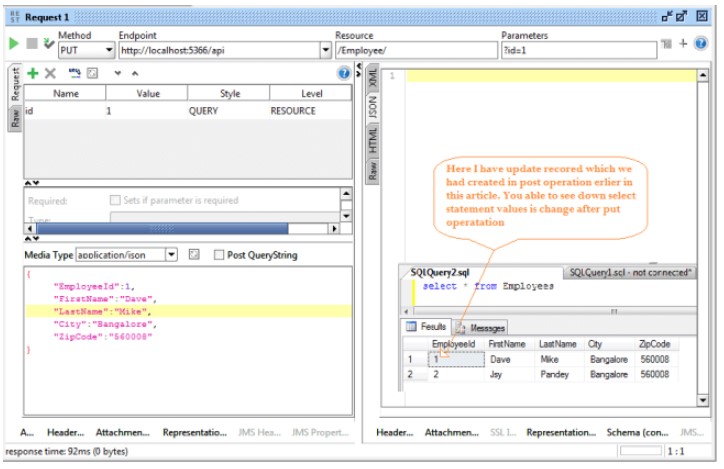 REST Request 1
Method Endpoint Resource Parameters
PUT http://localhost:5366/api /Employee/ ?id=1
Request
Raw
Name Value Style Level
id 1 QUERY RESOURCE
Required: Sets if parameter is required
Type:
Media Type application/json Post QueryString
{
"EmployeeId":1,
"FirstName":"Dave",
"LastName":"Mike",
"City":"Bangalore",
"ZipCode":"560008"
}
A... Header... Attachmen... Representatio... JMS Hea... JMS Propert...
response time: 92ms (0 bytes)
XML
JSON
HTML
Raw
1
Here I have update recored which we
had created in post operation erlier in
this article. You able to see down select
statement values is change after put
operatation
SQLQuery2.sql SQLQuery1.sql - not connected*
select * from Employees
Results Messages
EmployeeId FirstName LastName City ZipCode
1 1 Dave Mike Bangalore 560008
2 2 Jsy Pandey Bangalore 560008
Header... Attachmen... SSL I... Representation... Schema (con... JMS...
1:1